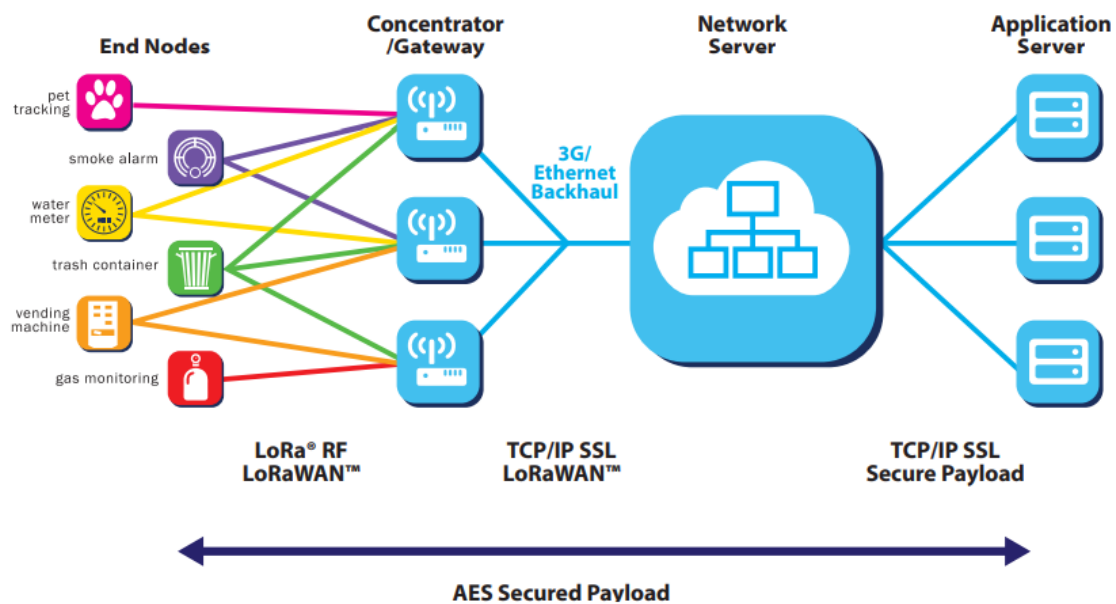 End Nodes
Concentrator
/Gateway
Network
Server
Application
Server
pet
tracking
smoke alarm
water
meter
trash container
vending
machine
gas monitoring
3G/
Ethernet
Backhaul
LoRa® RF
LoRaWAN™
TCP/IP SSL
LoRaWAN™
TCP/IP SSL
Secure Payload
AES Secured Payload